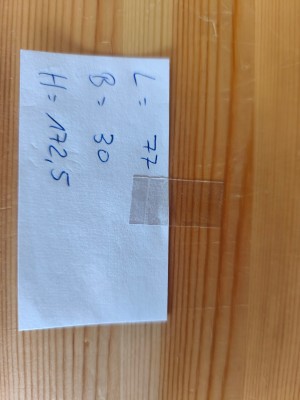 L = 77
B = 30
H = 172,5